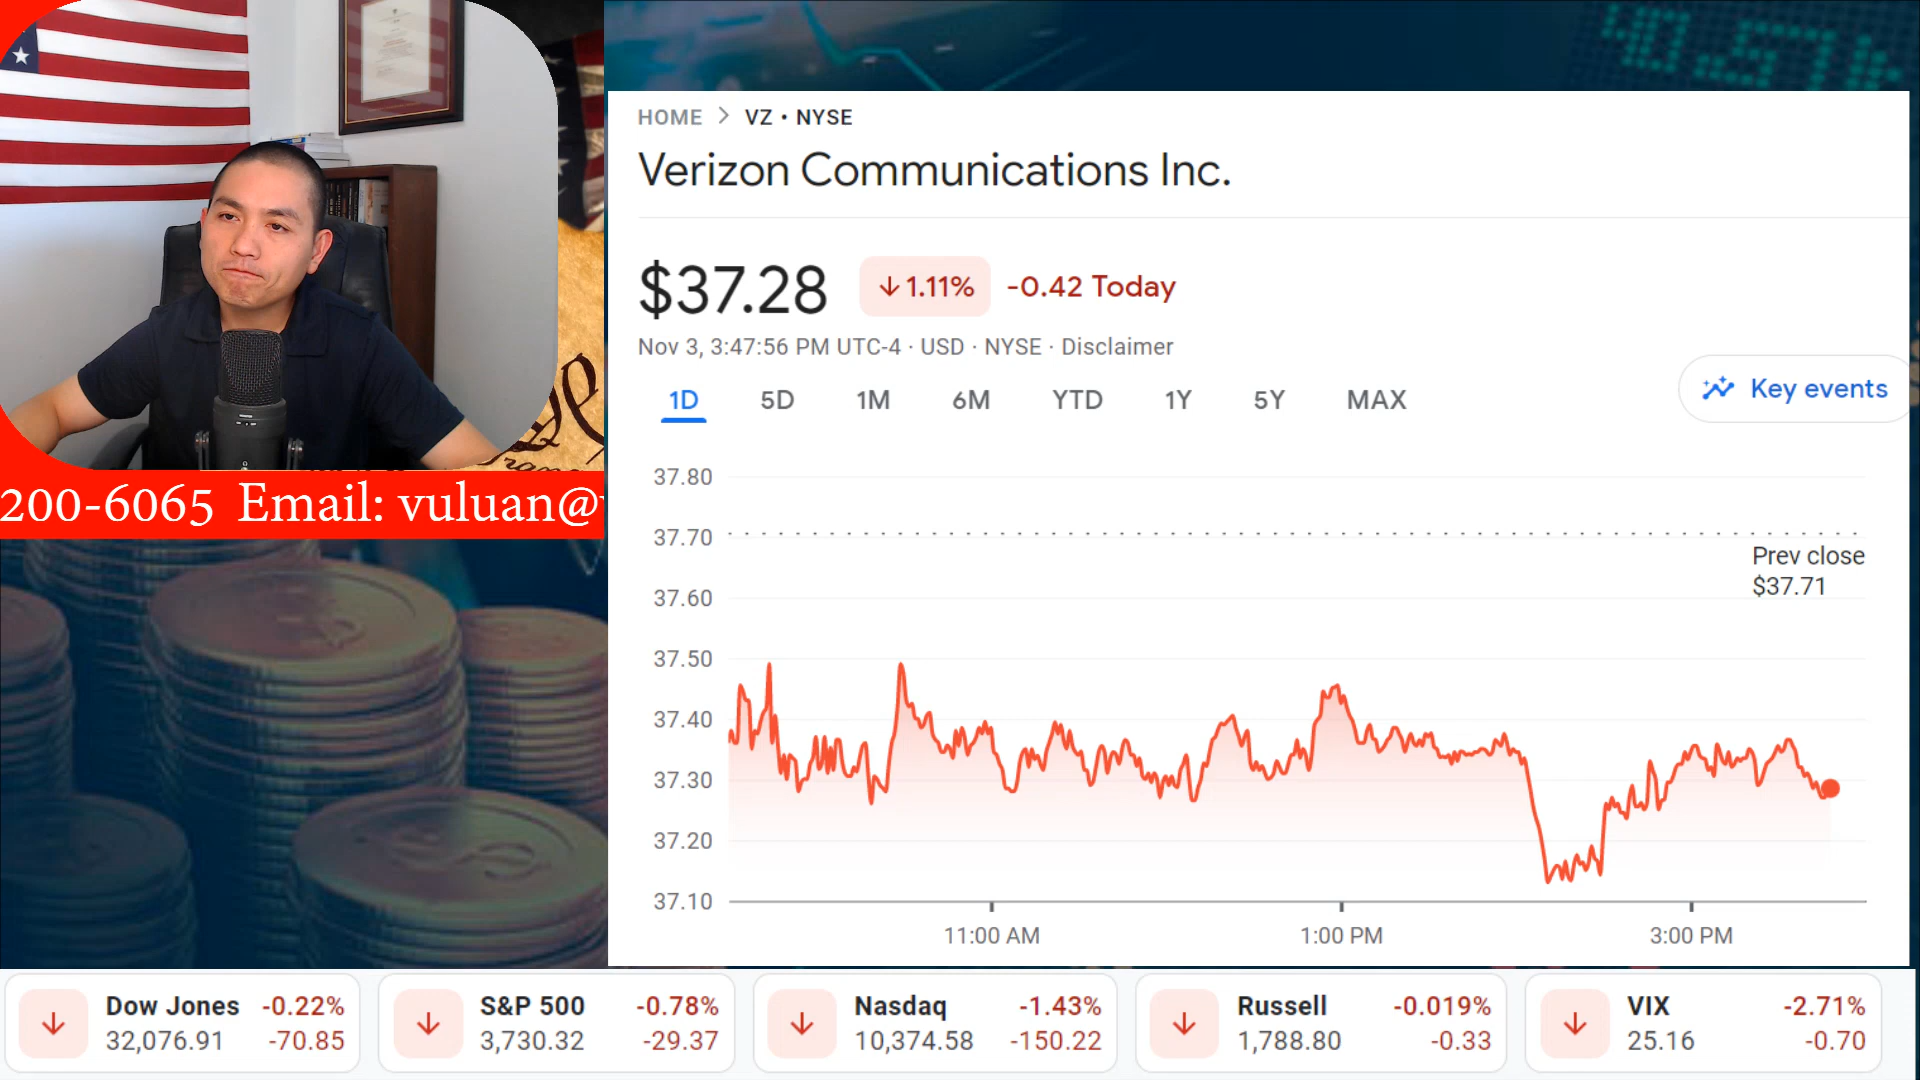 200-6065 Email: vuluan@
HOME > VZ • NYSE
Verizon Communications Inc.
$37.28 ↓ 1.11% -0.42 Today
Nov 3, 3:47:56 PM UTC-4 · USD · NYSE · Disclaimer
1D 5D 1M 6M YTD 1Y 5Y MAX
Key events
37.80
37.70
Prev close
$37.71
37.60
37.50
37.40
37.30
37.20
37.10
11:00 AM 1:00 PM 3:00 PM
Dow Jones -0.22%
32,076.91 -70.85
S&P 500 -0.78%
3,730.32 -29.37
Nasdaq -1.43%
10,374.58 -150.22
Russell -0.019%
1,788.80 -0.33
VIX -2.71%
25.16 -0.70